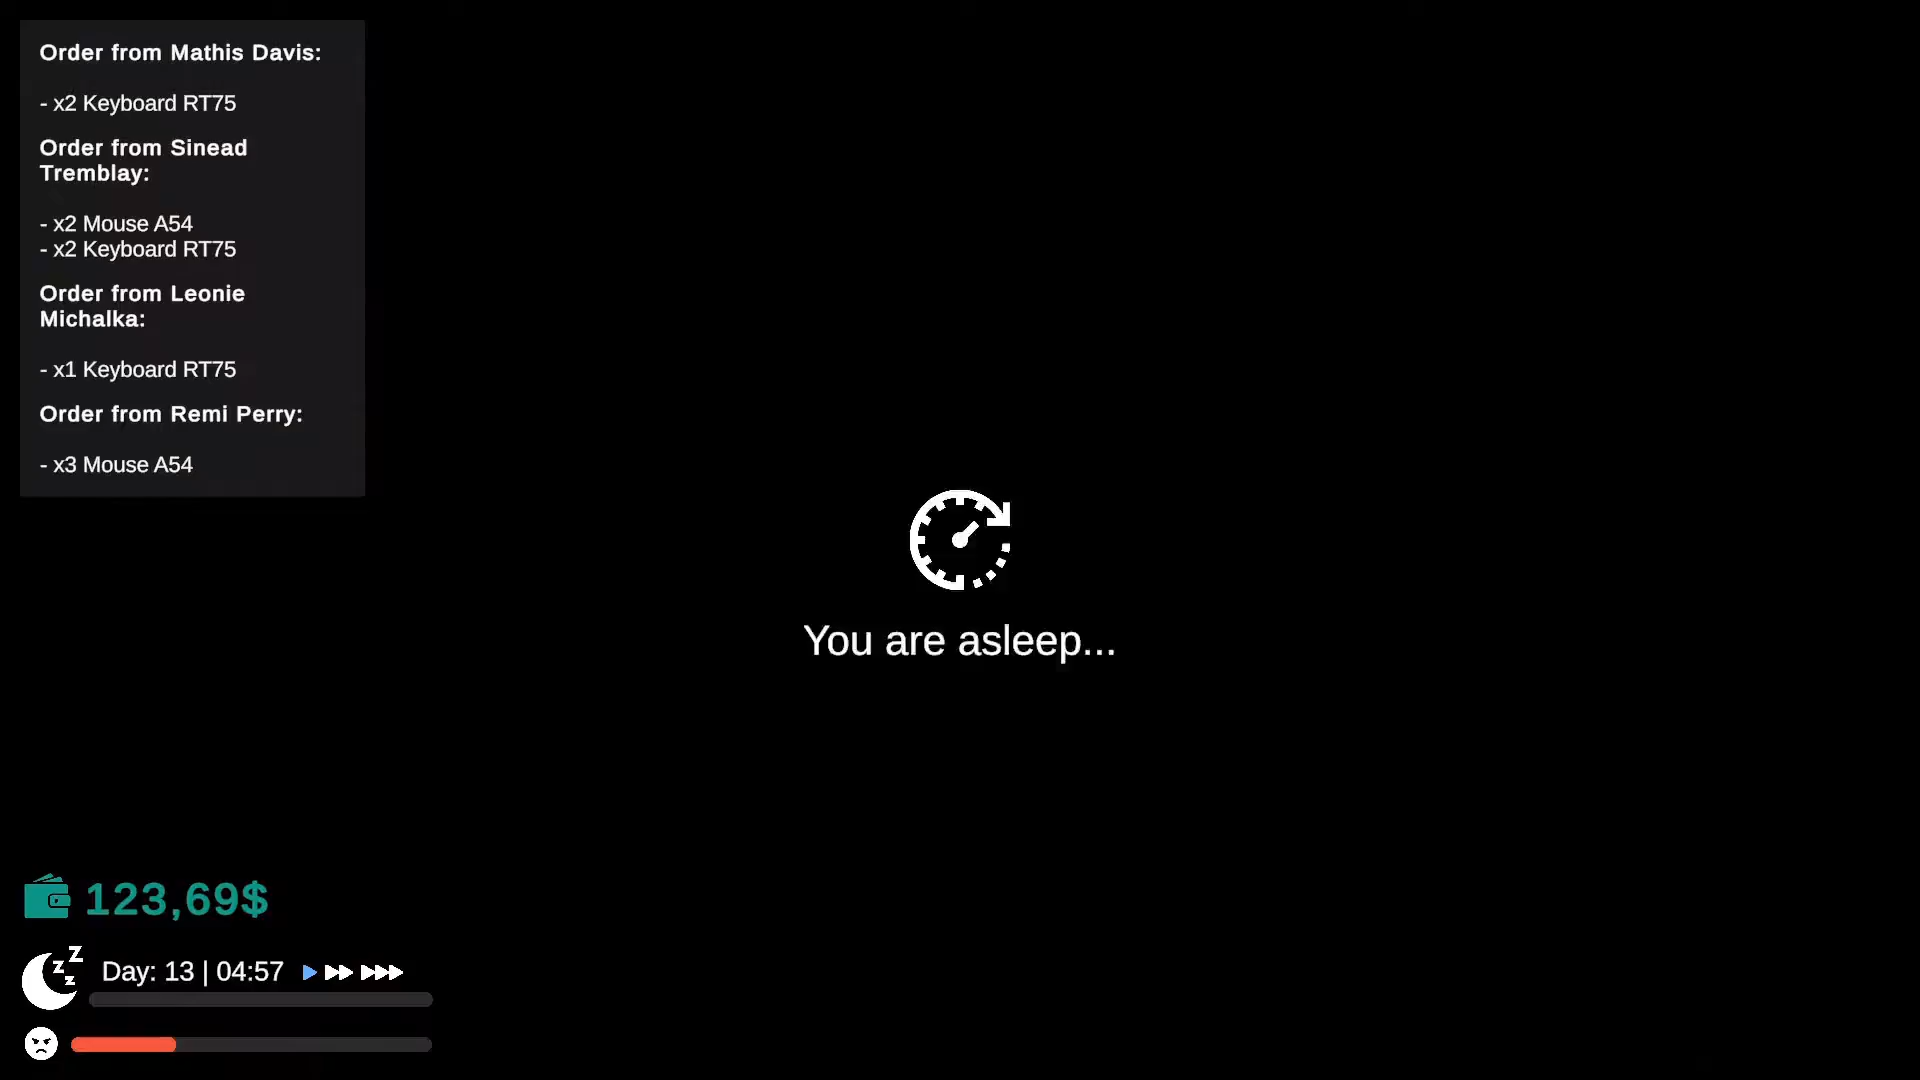 Order from Mathis Davis:
- x2 Keyboard RT75
Order from Sinead
Tremblay:
- x2 Mouse A54
- x2 Keyboard RT75
Order from Leonie
Michalka:
- x1 Keyboard RT75
Order from Remi Perry:
- x3 Mouse A54
You are asleep...
123,69$
Day: 13 | 04:57